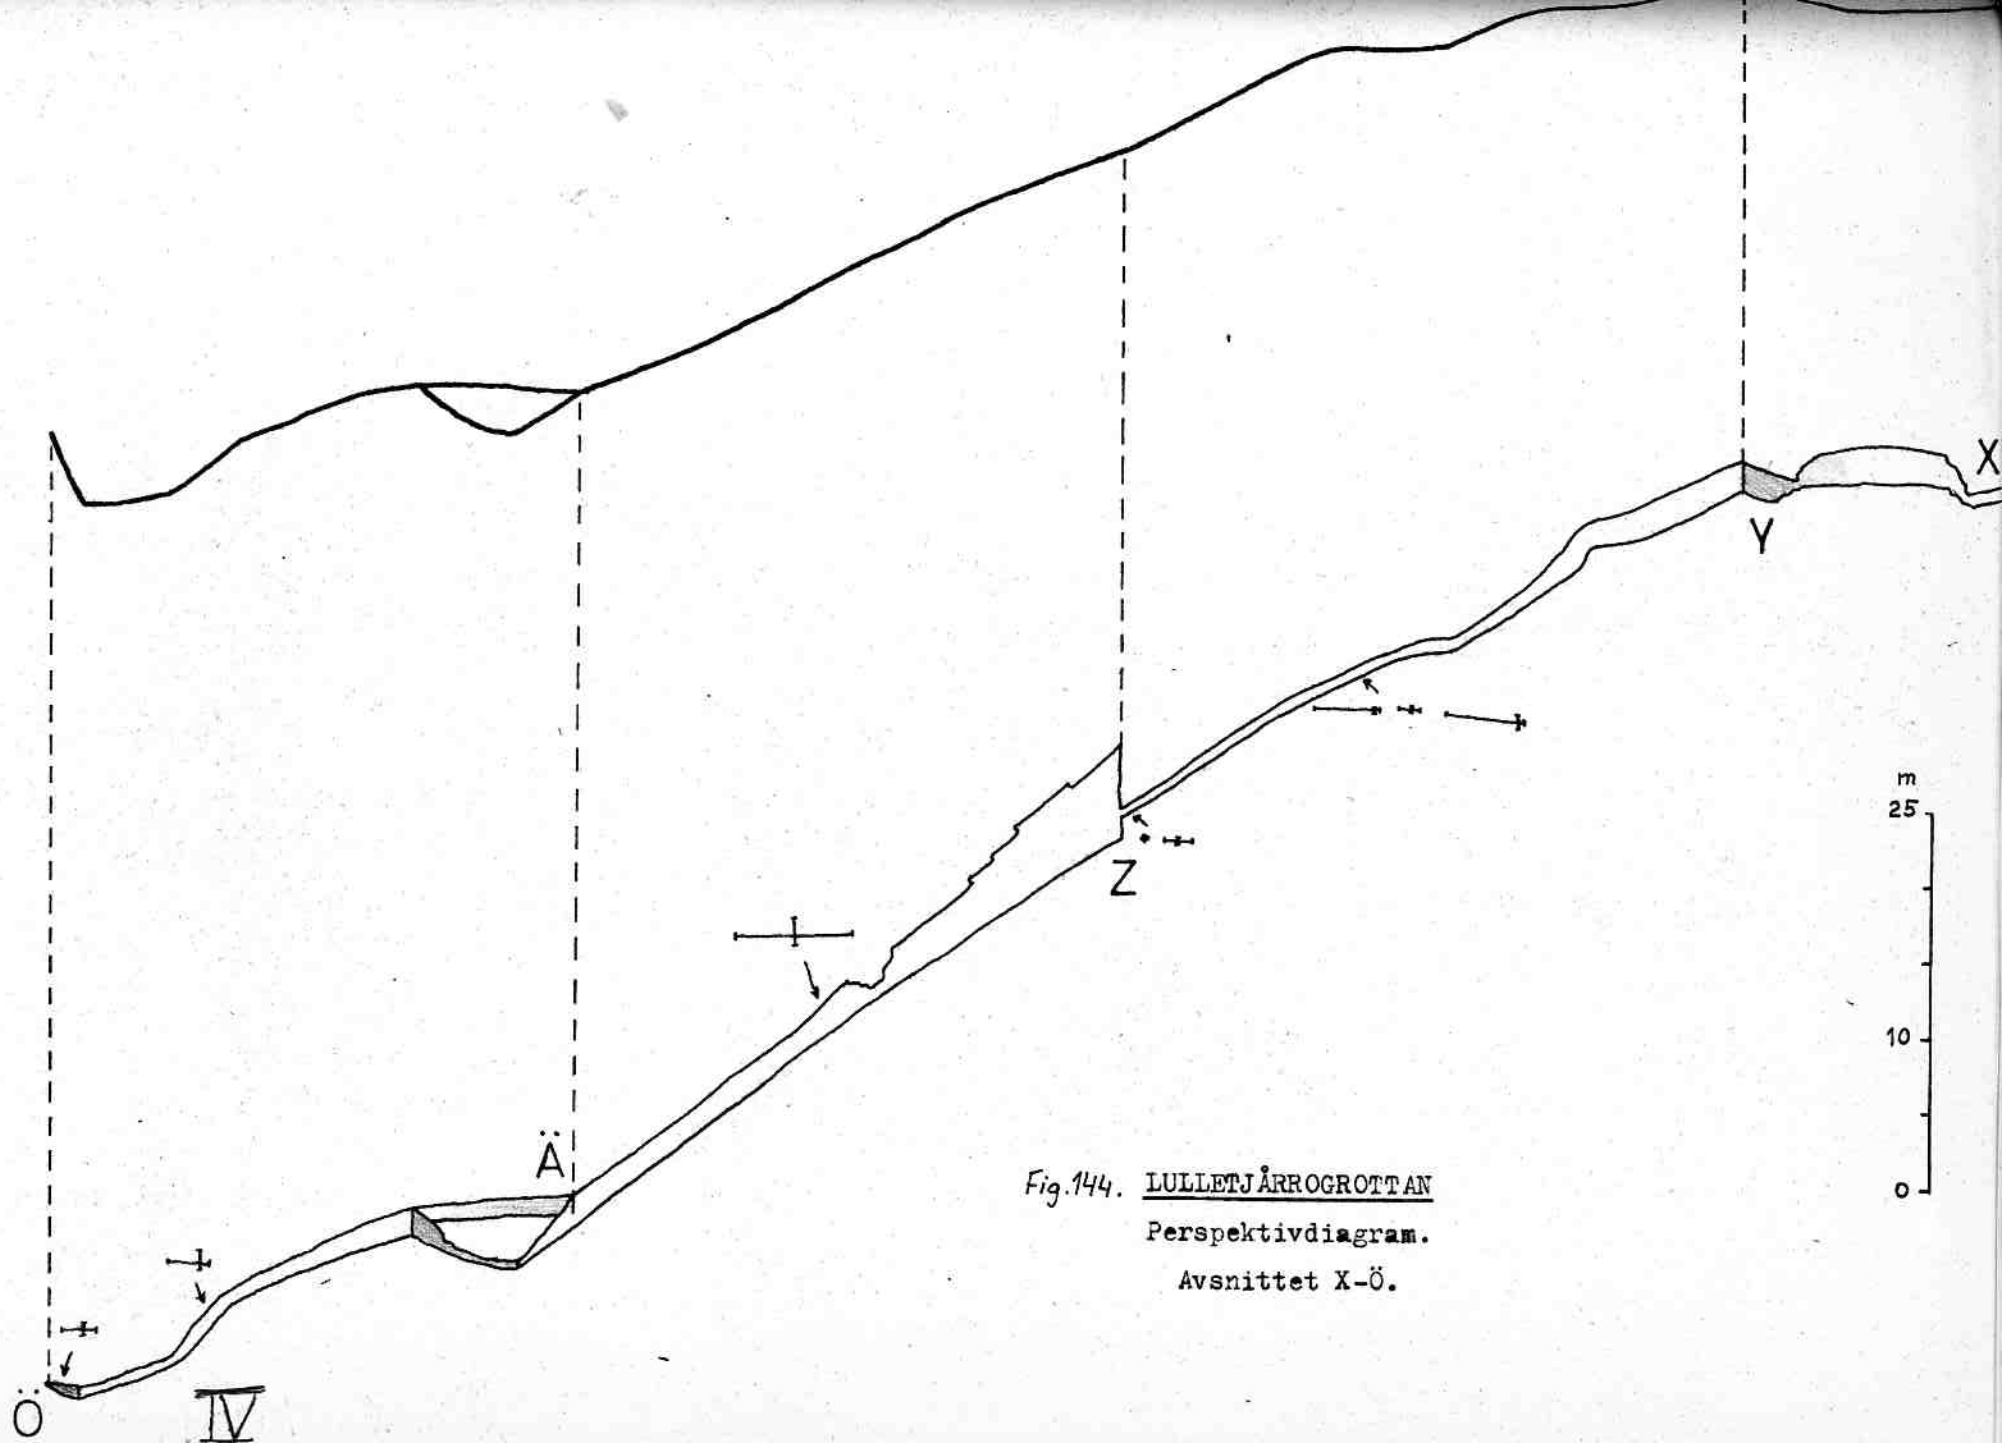 X
Y
m
25
Z
10
Ä
Fig.144. LULLETJÅRROGROTTAN
0
Perspektivdiagram.
Avsnittet X-Ö.
Ö
IV